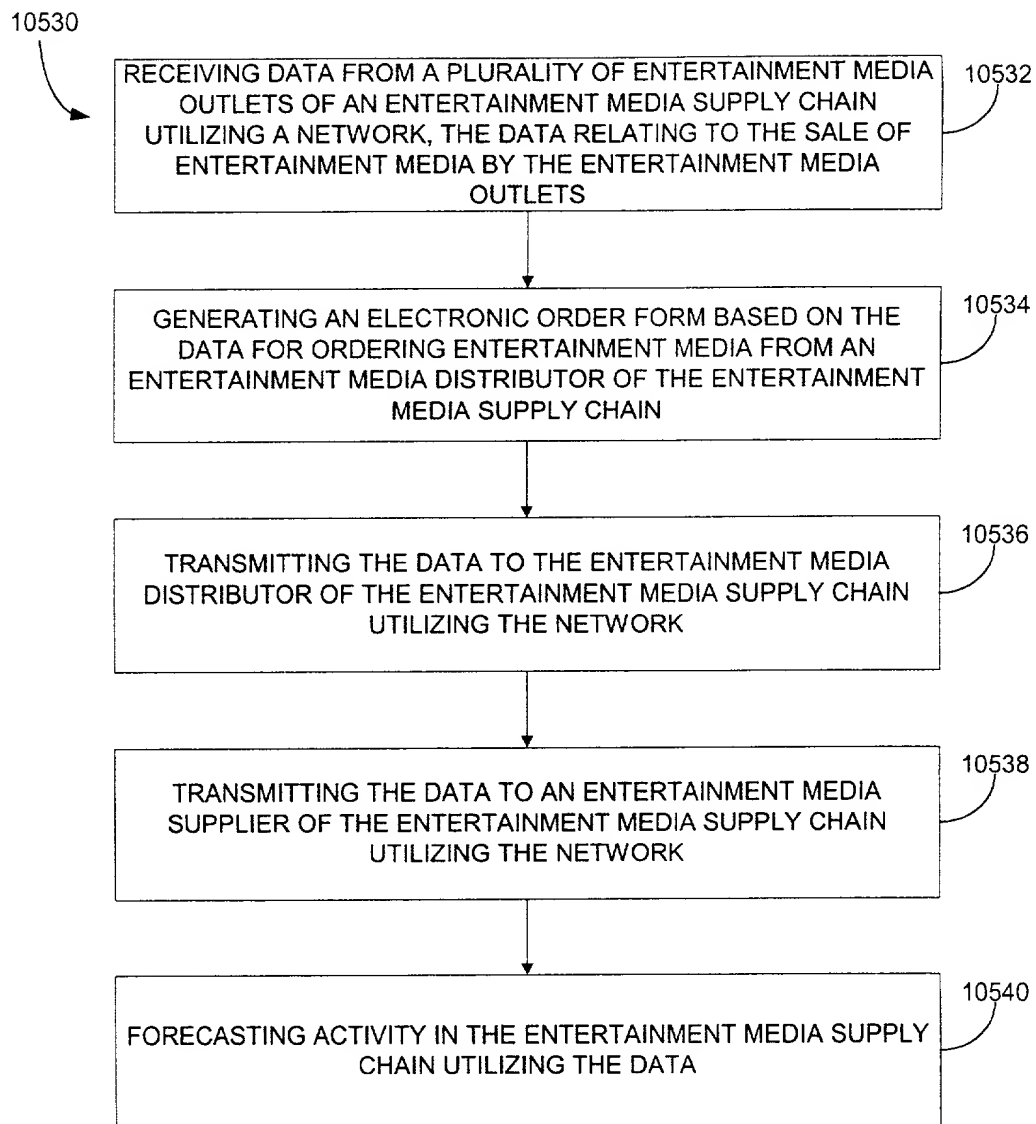 10530
RECEIVING DATA FROM A PLURALITY OF ENTERTAINMENT MEDIA
OUTLETS OF AN ENTERTAINMENT MEDIA SUPPLY CHAIN
UTILIZING A NETWORK, THE DATA RELATING TO THE SALE OF
ENTERTAINMENT MEDIA BY THE ENTERTAINMENT MEDIA
OUTLETS
10532
GENERATING AN ELECTRONIC ORDER FORM BASED ON THE
DATA FOR ORDERING ENTERTAINMENT MEDIA FROM AN
ENTERTAINMENT MEDIA DISTRIBUTOR OF THE ENTERTAINMENT
MEDIA SUPPLY CHAIN
10534
TRANSMITTING THE DATA TO THE ENTERTAINMENT MEDIA
DISTRIBUTOR OF THE ENTERTAINMENT MEDIA SUPPLY CHAIN
UTILIZING THE NETWORK
10536
TRANSMITTING THE DATA TO AN ENTERTAINMENT MEDIA
SUPPLIER OF THE ENTERTAINMENT MEDIA SUPPLY CHAIN
UTILIZING THE NETWORK
10538
FORECASTING ACTIVITY IN THE ENTERTAINMENT MEDIA SUPPLY
CHAIN UTILIZING THE DATA
10540